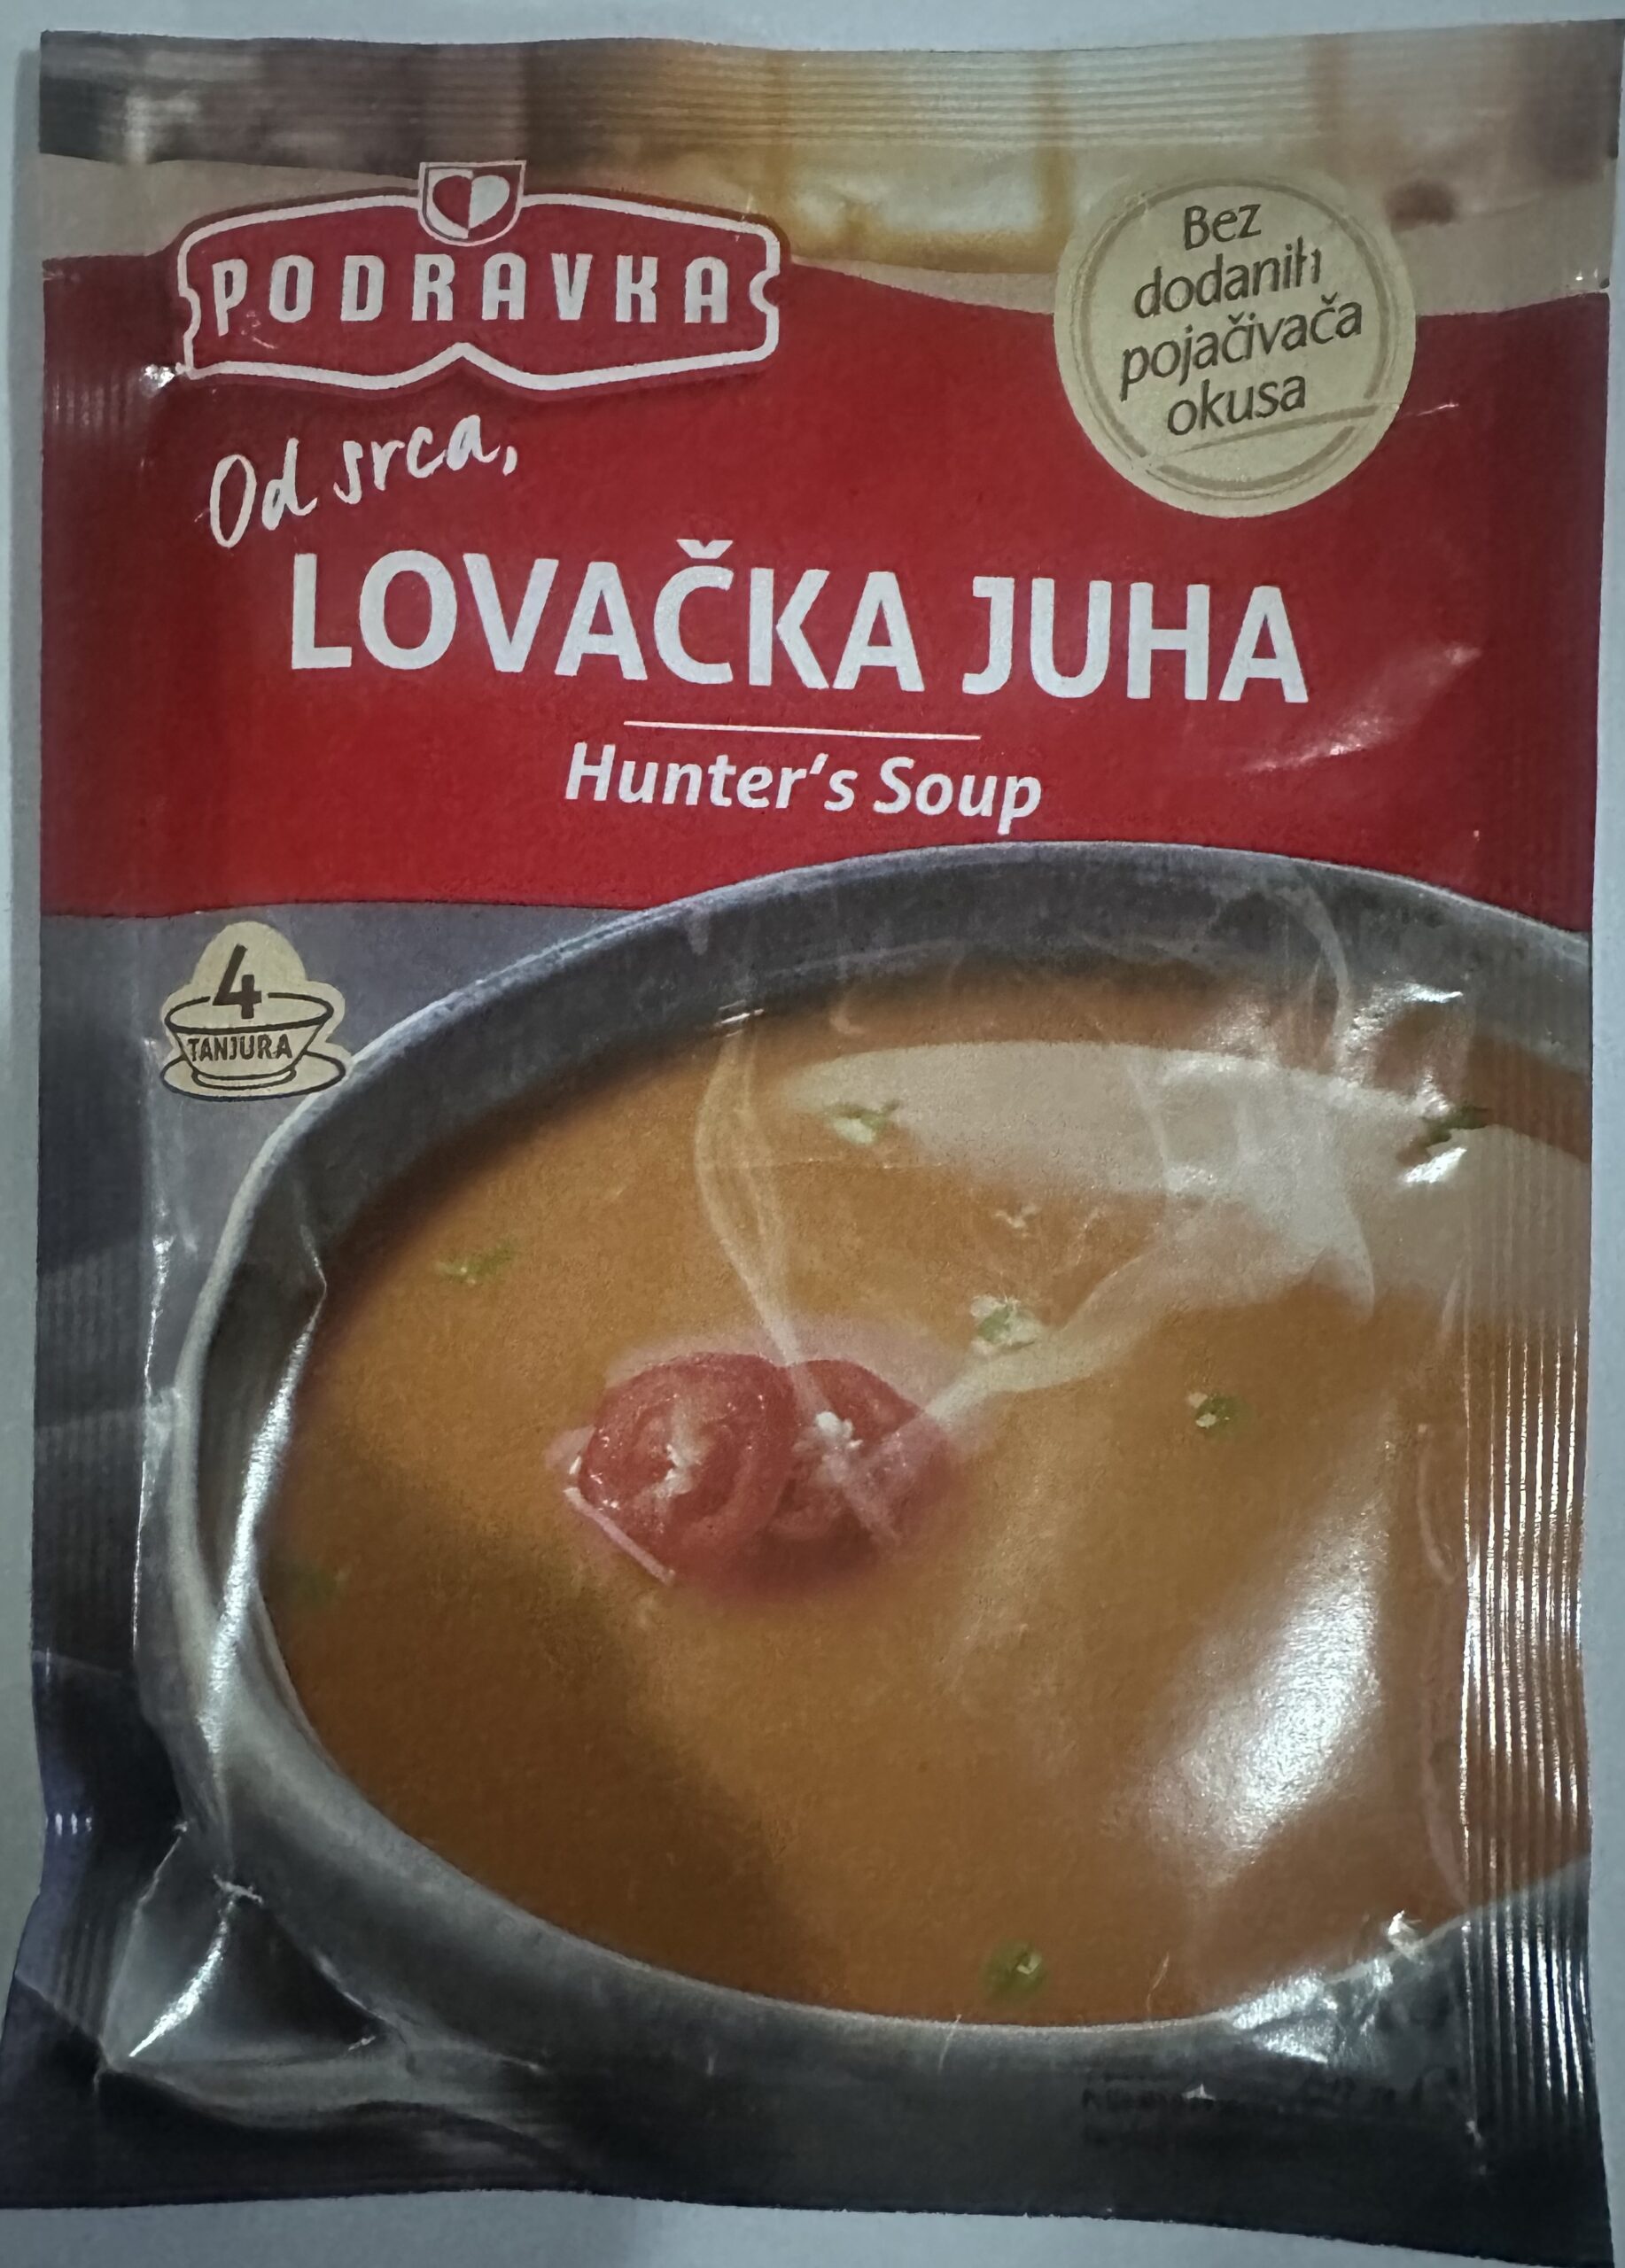 PODRAVKA
Bez
dodanih
pojačivača
okusa
Od srca,
LOVAČKA JUHA
Hunter's Soup
4
TANJURA